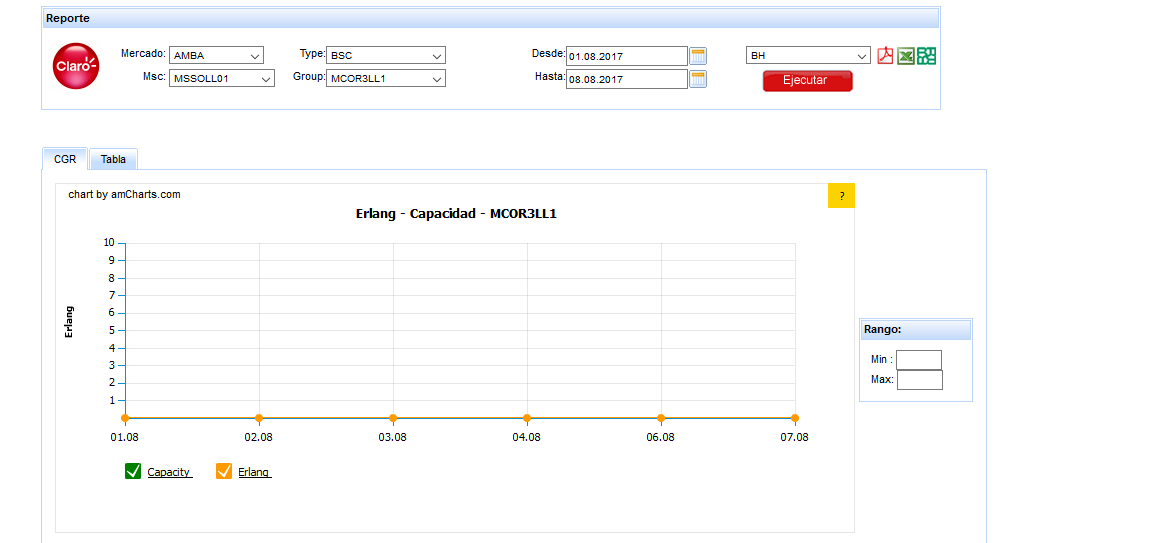 Reporte
Claro
Mercado: AMBA Type: BSC Desde: 01.08.2017 BH
Msc: MSSOLL01 Group: MCOR3LL1 Hasta: 08.08.2017 Ejecutar
CGR Tabla
chart by amCharts.com ?
Erlang - Capacidad - MCOR3LL1
10
9
8
7
6
5
4
3
2
1
Erlang
01.08 02.08 03.08 04.08 06.08 07.08
Capacity Erlang
Rango:
Min :
Max: